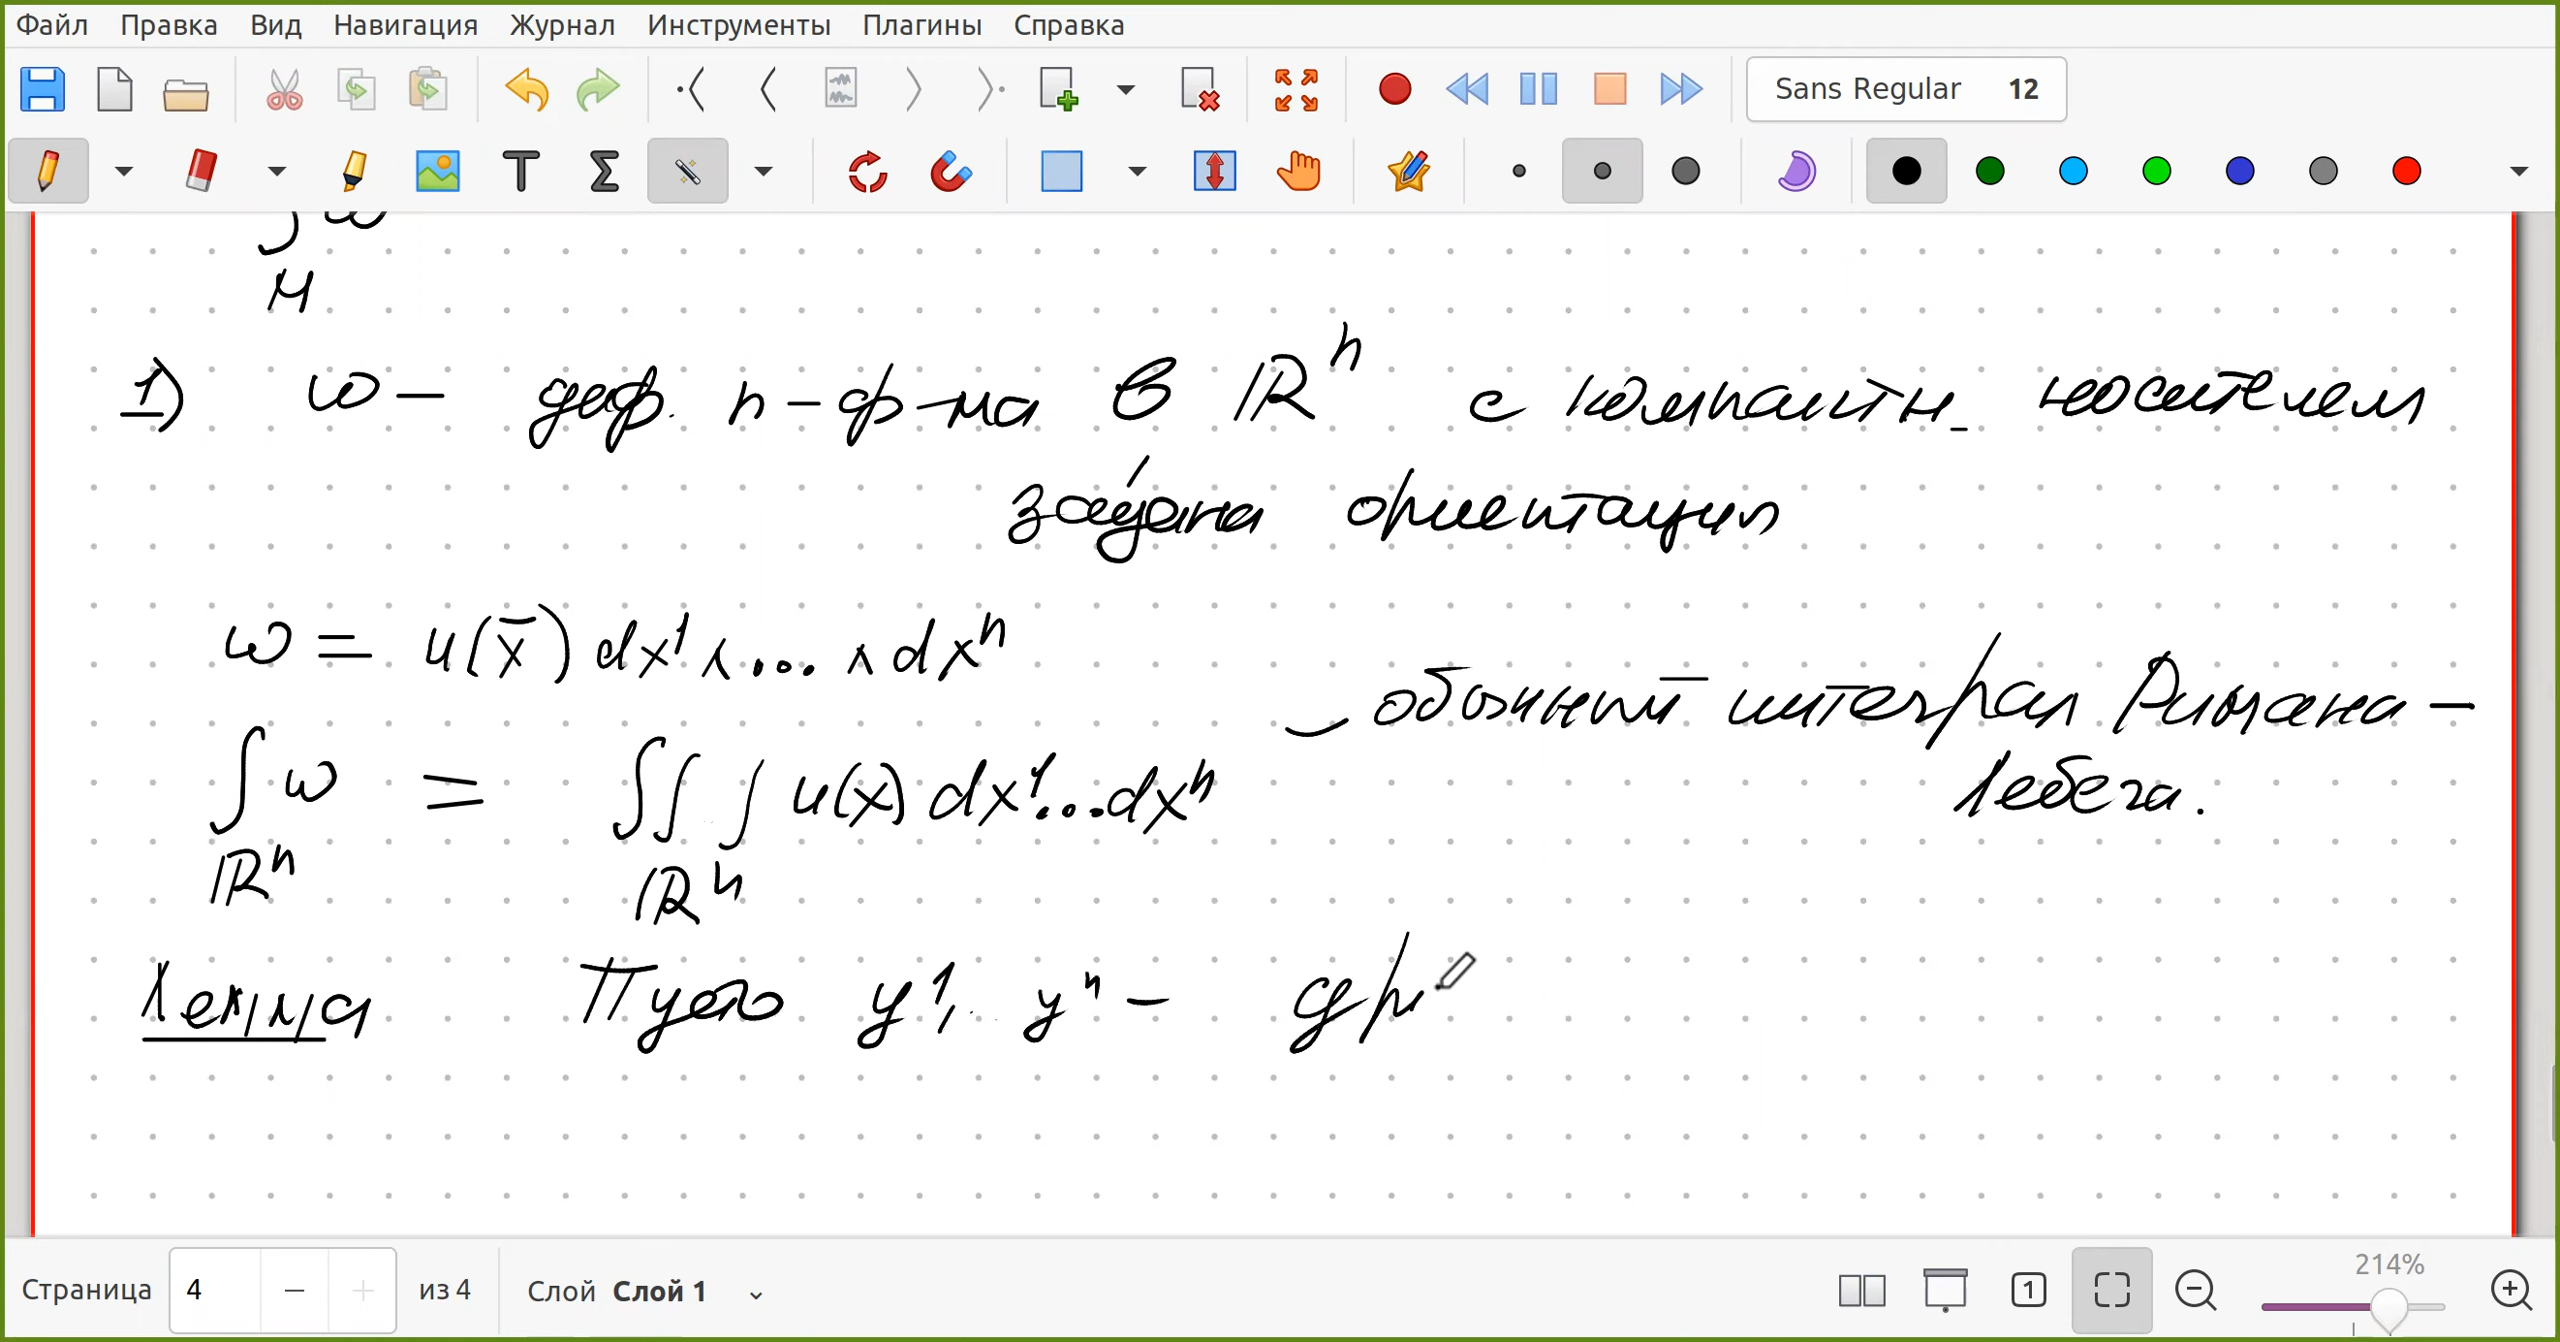 Файл Правка Вид Навигация Журнал Инструменты Плагины Справка
Sans Regular 12
∫ ω
M
1) ω – диф. n-ф-ма в ℝⁿ с компактн. носителем
задана ориентация
ω = u(x̄) dx¹ ∧ ... ∧ dxⁿ
– обычный интеграл Римана –
Лебега.
∫ ω = ∫∫ ∫ u(x) dx¹...dxⁿ
ℝⁿ ℝⁿ
Лемма Пусть y¹, .. yⁿ – дру
Страница 4 из 4 Слой Слой 1 214%